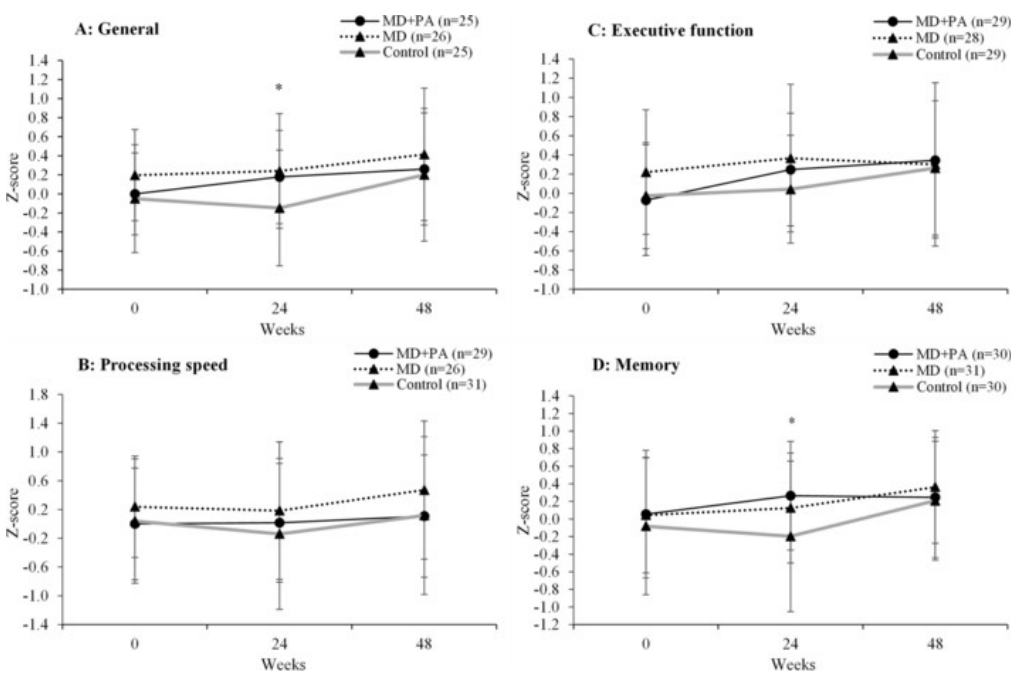 A: General
MD+PA (n=25)
MD (n=26)
Control (n=25)
Z-score
1.4
1.2
1.0
0.8
0.6
0.4
0.2
0.0
-0.2
-0.4
-0.6
-0.8
-1.0
*
0 24 48
Weeks
C: Executive function
MD+PA (n=29)
MD (n=28)
Control (n=29)
Z-score
1.4
1.2
1.0
0.8
0.6
0.4
0.2
0.0
-0.2
-0.4
-0.6
-0.8
-1.0
0 24 48
Weeks
B: Processing speed
MD+PA (n=29)
MD (n=26)
Control (n=31)
Z-score
1.8
1.4
1.0
0.6
0.2
-0.2
-0.6
-1.0
-1.4
0 24 48
Weeks
D: Memory
MD+PA (n=30)
MD (n=31)
Control (n=30)
Z-score
1.4
1.2
1.0
0.8
0.6
0.4
0.2
0.0
-0.2
-0.4
-0.6
-0.8
-1.0
-1.2
*
0 24 48
Weeks